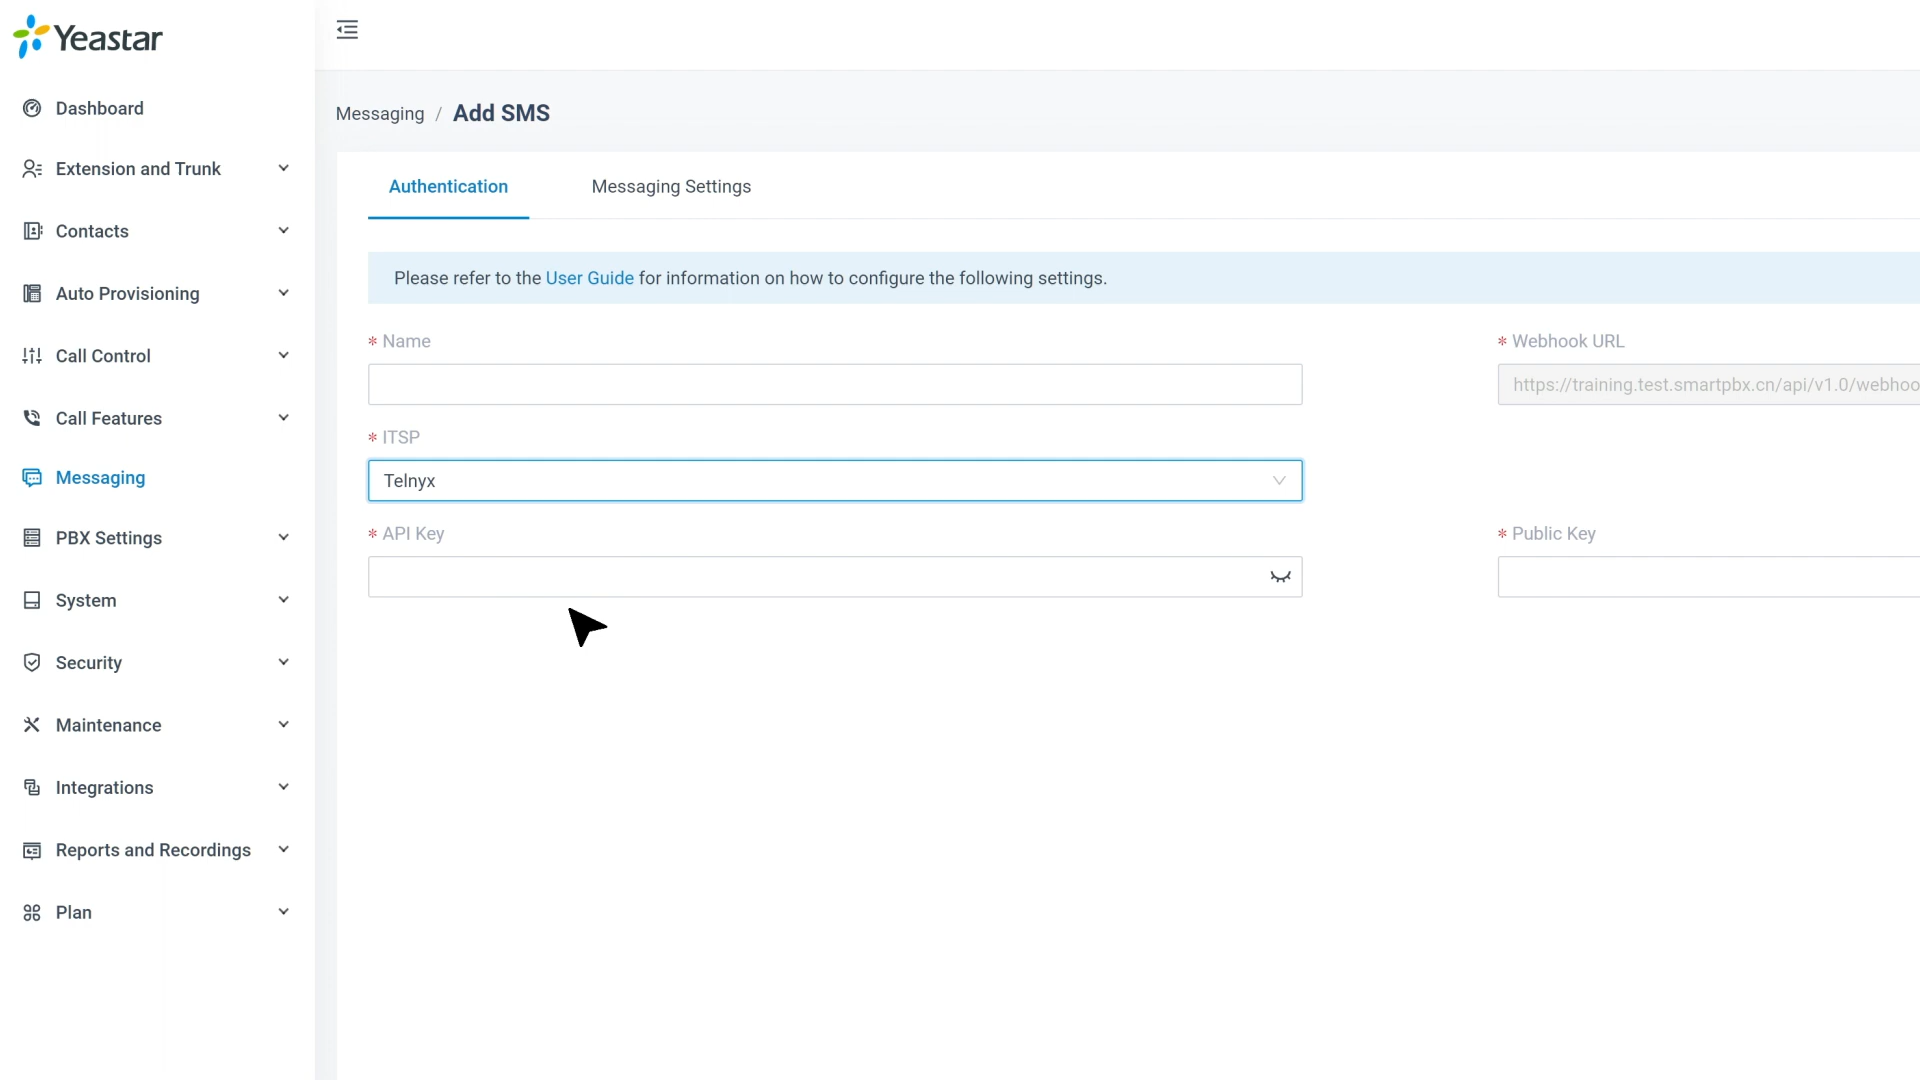 Yeastar
Dashboard
Extension and Trunk
Contacts
Auto Provisioning
Call Control
Call Features
Messaging
PBX Settings
System
Security
Maintenance
Integrations
Reports and Recordings
Plan
Messaging / Add SMS
Authentication Messaging Settings
Please refer to the User Guide for information on how to configure the following settings.
* Name
* Webhook URL
https://training.test.smartpbx.cn/api/v1.0/webhoo
* ITSP
Telnyx
* API Key
* Public Key